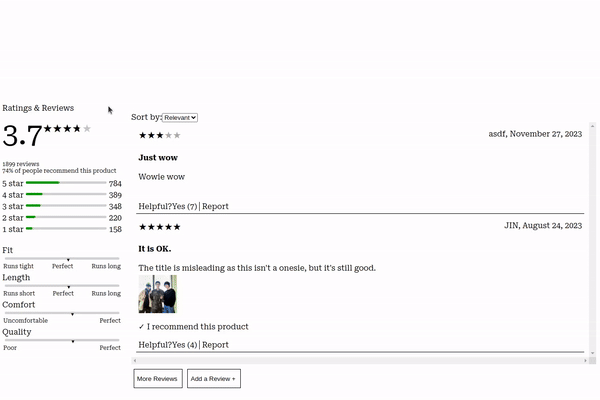 Ratings & Reviews
3.7★★★★★
1899 reviews
74% of people recommend this product
5 star 784
4 star 389
3 star 348
2 star 220
1 star 158
Fit
Runs tight Perfect Runs long
Length
Runs short Perfect Runs long
Comfort
Uncomfortable Perfect
Quality
Poor Perfect
Sort by: Relevant
★★★★★ asdf, November 27, 2023
Just wow
Wowie wow
Helpful?Yes (7) | Report
★★★★★ JIN, August 24, 2023
It is OK.
The title is misleading as this isn't a onesie, but it's still good.
✓ I recommend this product
Helpful?Yes (4) | Report
More Reviews Add a Review +